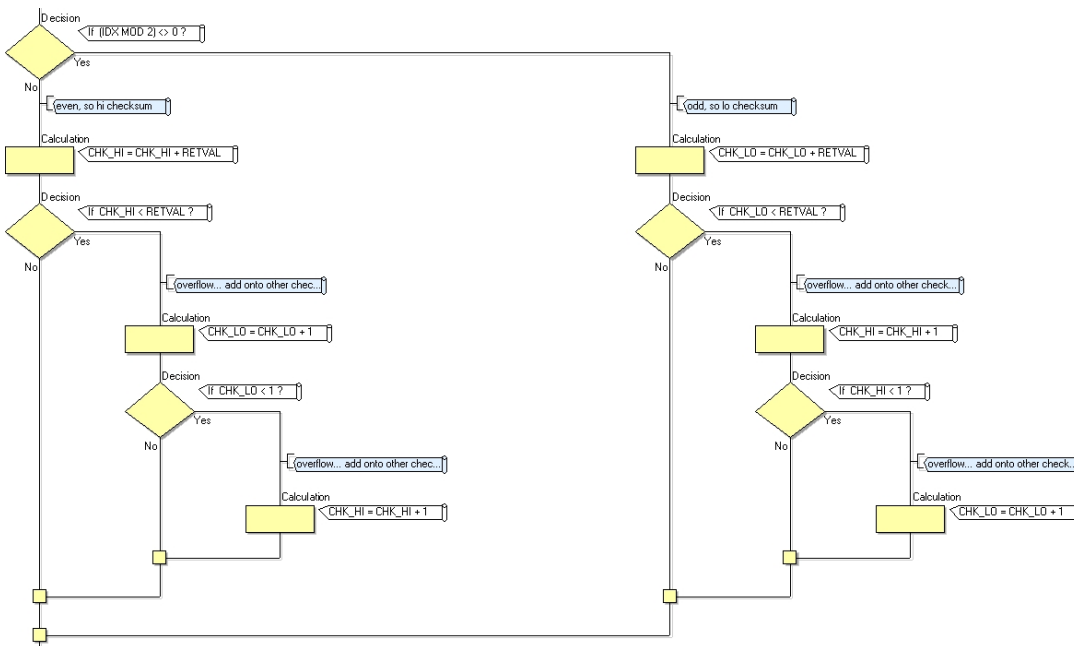 Decision
If (IDX MOD 2) <> 0 ?
Yes
No
even, so hi checksum
odd, so lo checksum
Calculation
CHK_HI = CHK_HI + RETVAL
Calculation
CHK_LO = CHK_LO + RETVAL
Decision
If CHK_HI < RETVAL ?
Decision
If CHK_LO < RETVAL ?
Yes
No
Yes
No
overflow... add onto other chec...
overflow... add onto other check...
Calculation
CHK_LO = CHK_LO + 1
Calculation
CHK_HI = CHK_HI + 1
Decision
If CHK_LO < 1 ?
Decision
If CHK_HI < 1 ?
Yes
No
Yes
No
overflow... add onto other chec...
overflow... add onto other check...
Calculation
CHK_HI = CHK_HI + 1
Calculation
CHK_LO = CHK_LO + 1